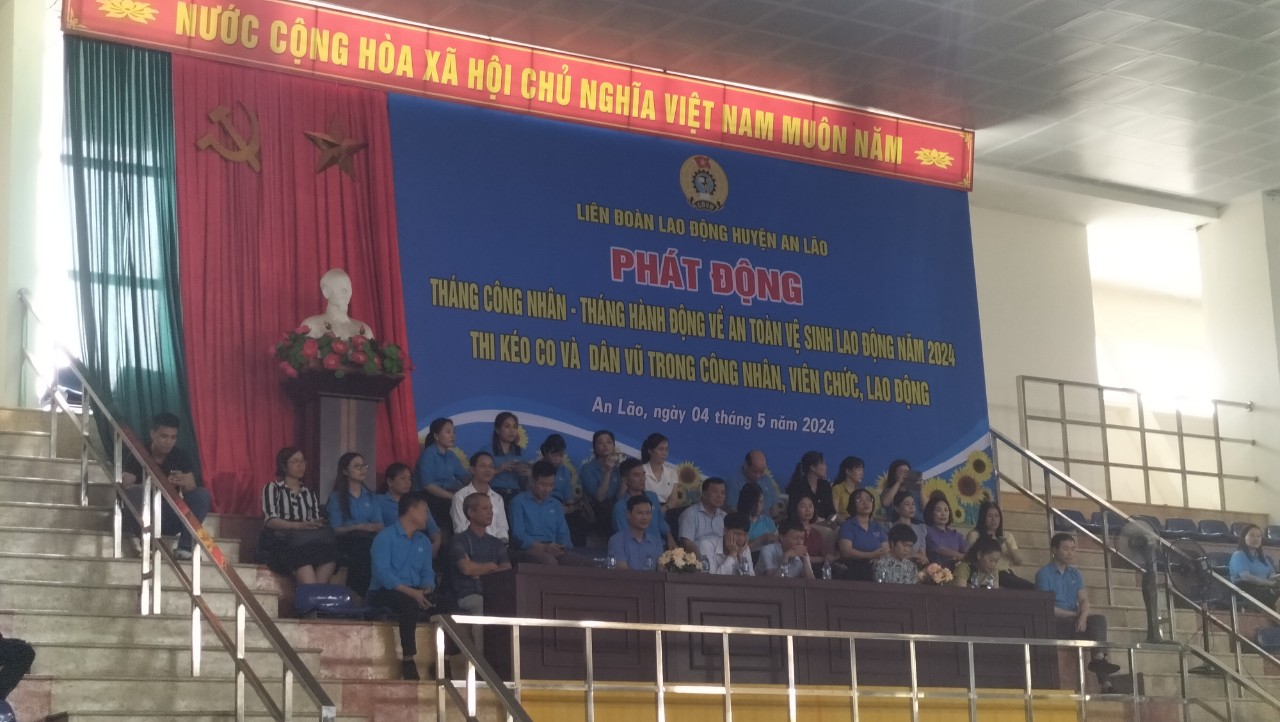 NƯỚC CỘNG HÒA XÃ HỘI CHỦ NGHĨA VIỆT NAM MUÔN NĂM
LIÊN ĐOÀN LAO ĐỘNG HUYỆN AN LÃO
PHÁT ĐỘNG
THÁNG CÔNG NHÂN - THÁNG HÀNH ĐỘNG VỀ AN TOÀN VỆ SINH LAO ĐỘNG NĂM 2024
THI KÉO CO VÀ DÂN VŨ TRONG CÔNG NHÂN, VIÊN CHỨC, LAO ĐỘNG
An Lão, ngày 04 tháng 5 năm 2024